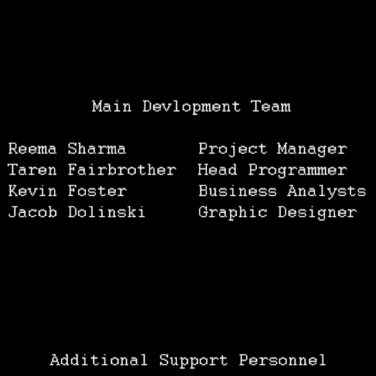 Main Devlopment Team
Reema Sharma Project Manager
Taren Fairbrother Head Programmer
Kevin Foster Business Analysts
Jacob Dolinski Graphic Designer
Additional Support Personnel